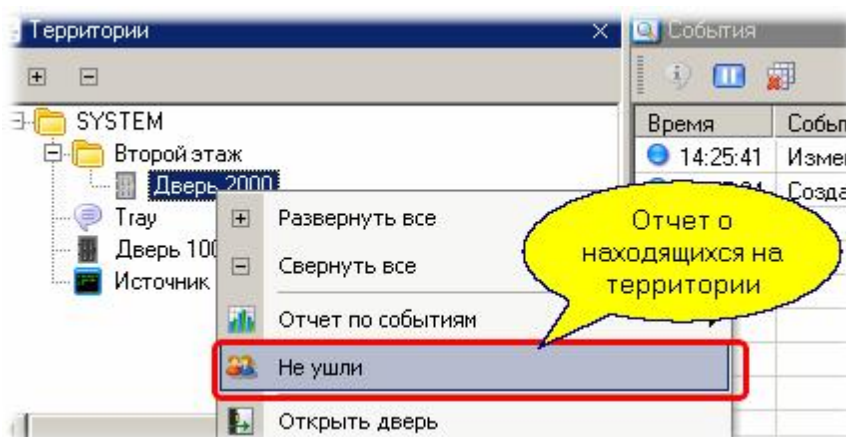 Территории
События
SYSTEM
Второй этаж
Дверь 2000
Tray
Источник
Время
14:25:41
Развернуть все
Свернуть все
Отчет по событиям
Не ушли
Открыть дверь
Отчет о
находящихся на
территории